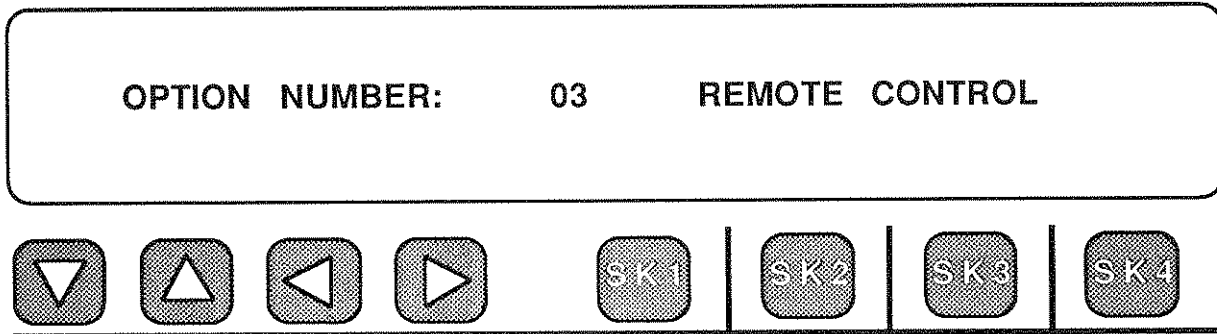 OPTION NUMBER: 03 REMOTE CONTROL
SK1 SK2 SK3 SK4